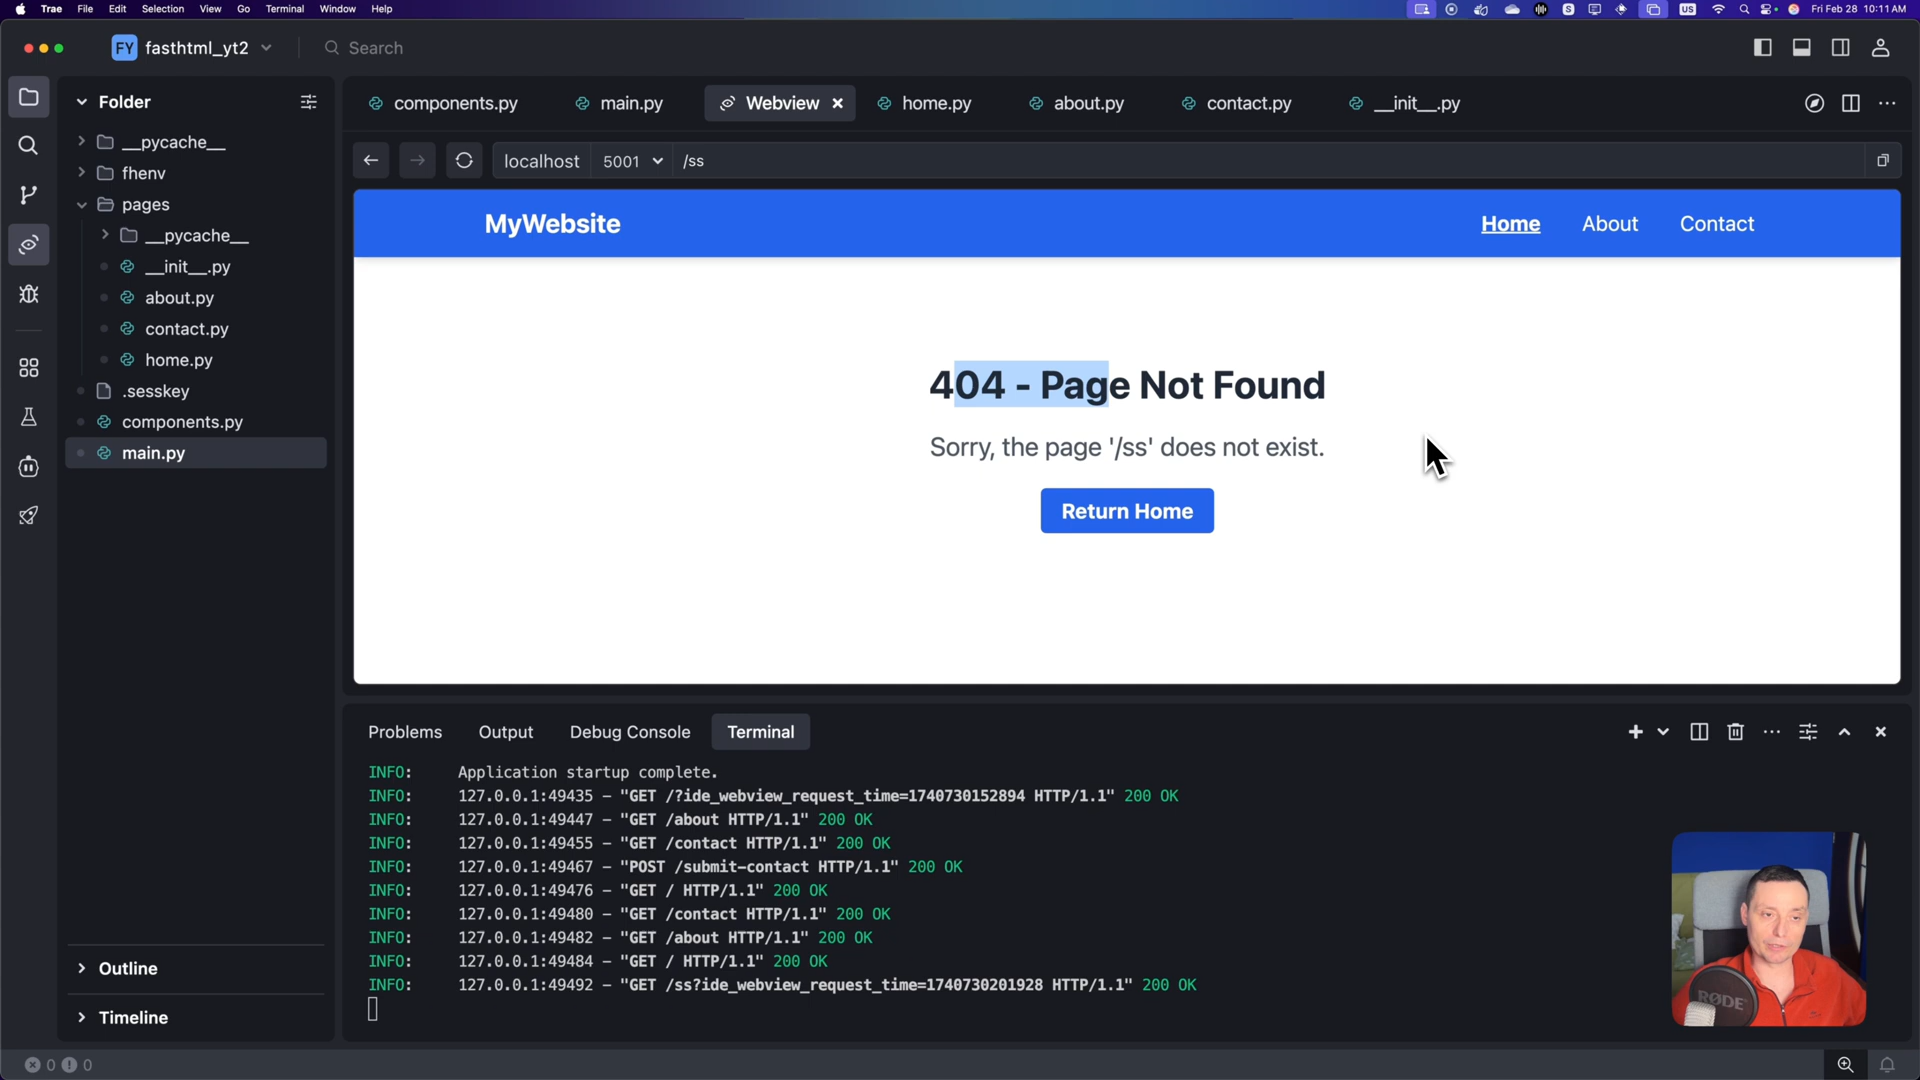 Trae File Edit Selection View Go Terminal Window Help
US Fri Feb 28 10:11 AM
FY fasthtml_yt2 Search
Folder
__pycache__
fhenv
pages
__pycache__
__init__.py
about.py
contact.py
home.py
.sesskey
components.py
main.py
Outline
Timeline
components.py main.py Webview home.py about.py contact.py __init__.py
localhost 5001 /ss
MyWebsite Home About Contact
404 - Page Not Found
Sorry, the page '/ss' does not exist.
Return Home
Problems Output Debug Console Terminal
INFO: Application startup complete.
INFO: 127.0.0.1:49435 - "GET /?ide_webview_request_time=1740730152894 HTTP/1.1" 200 OK
INFO: 127.0.0.1:49447 - "GET /about HTTP/1.1" 200 OK
INFO: 127.0.0.1:49455 - "GET /contact HTTP/1.1" 200 OK
INFO: 127.0.0.1:49467 - "POST /submit-contact HTTP/1.1" 200 OK
INFO: 127.0.0.1:49476 - "GET / HTTP/1.1" 200 OK
INFO: 127.0.0.1:49480 - "GET /contact HTTP/1.1" 200 OK
INFO: 127.0.0.1:49482 - "GET /about HTTP/1.1" 200 OK
INFO: 127.0.0.1:49484 - "GET / HTTP/1.1" 200 OK
INFO: 127.0.0.1:49492 - "GET /ss?ide_webview_request_time=1740730201928 HTTP/1.1" 200 OK
RØDE
0 0